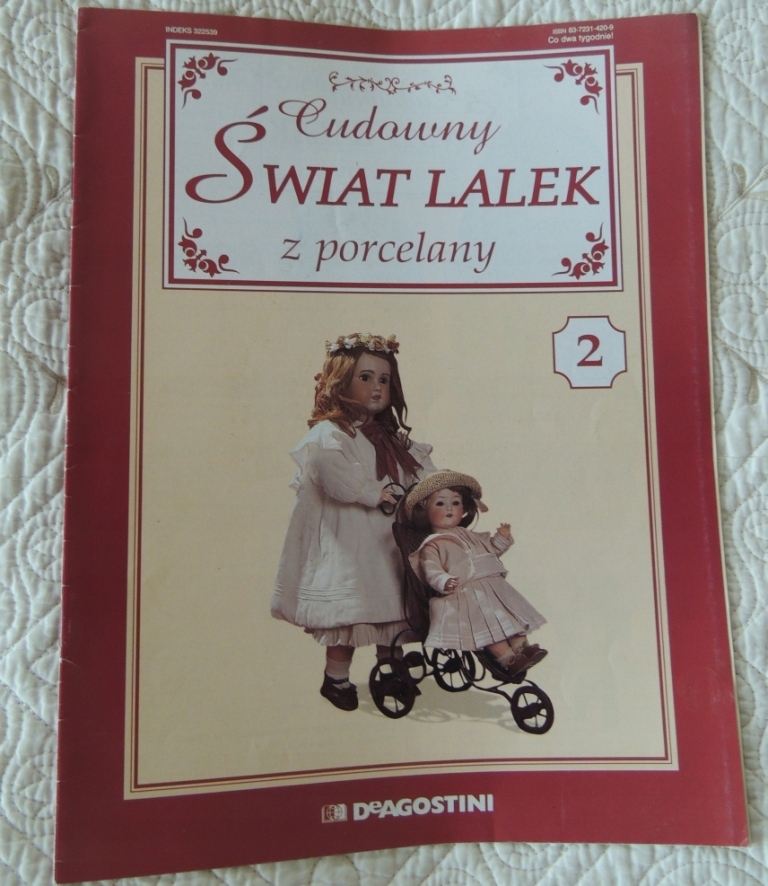 INDEKS 322539
ISBN 83-7231-420-9
Co dwa tygodnie!
Cudowny
ŚWIAT LALEK
z porcelany
2
DeAGOSTINI